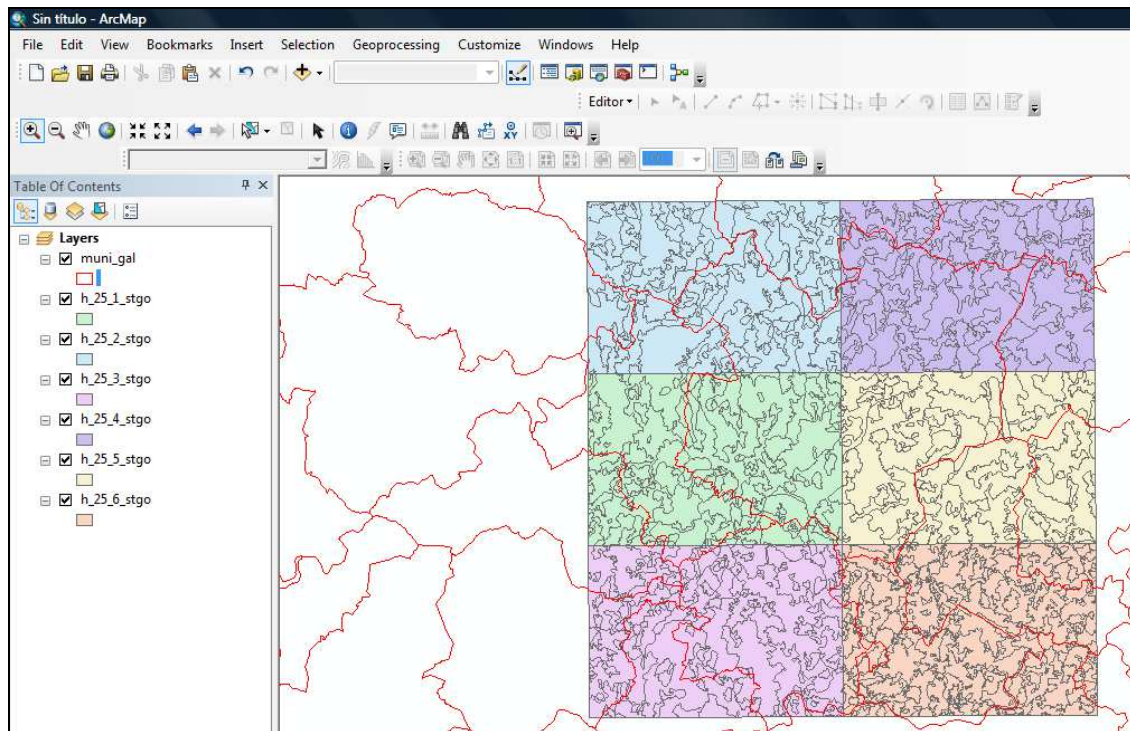 Sin título - ArcMap
File Edit View Bookmarks Insert Selection Geoprocessing Customize Windows Help
Editor
XY
Table Of Contents
Layers
muni_gal
h_25_1_stgo
h_25_2_stgo
h_25_3_stgo
h_25_4_stgo
h_25_5_stgo
h_25_6_stgo